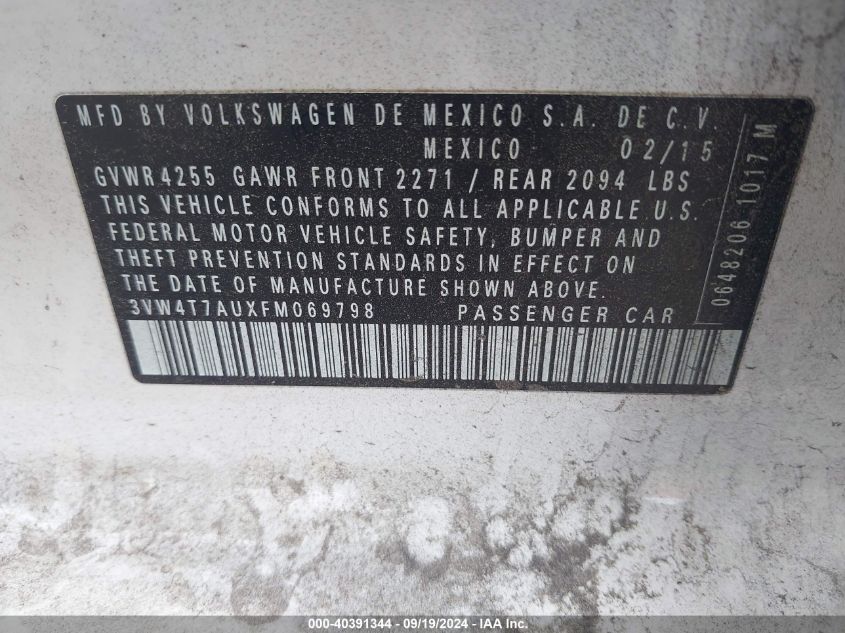 MFD BY VOLKSWAGEN DE MEXICO S.A. DE C.V.
MEXICO 02/15
GVWR 4255 GAWR FRONT 2271 / REAR 2094 LBS
THIS VEHICLE CONFORMS TO ALL APPLICABLE U.S.
FEDERAL MOTOR VEHICLE SAFETY, BUMPER AND
THEFT PREVENTION STANDARDS IN EFFECT ON
THE DATE OF MANUFACTURE SHOWN ABOVE.
3VW4T7AUXFM069798 PASSENGER CAR
0648206 1017 M
000-40391344 - 09/19/2024 - IAA Inc.